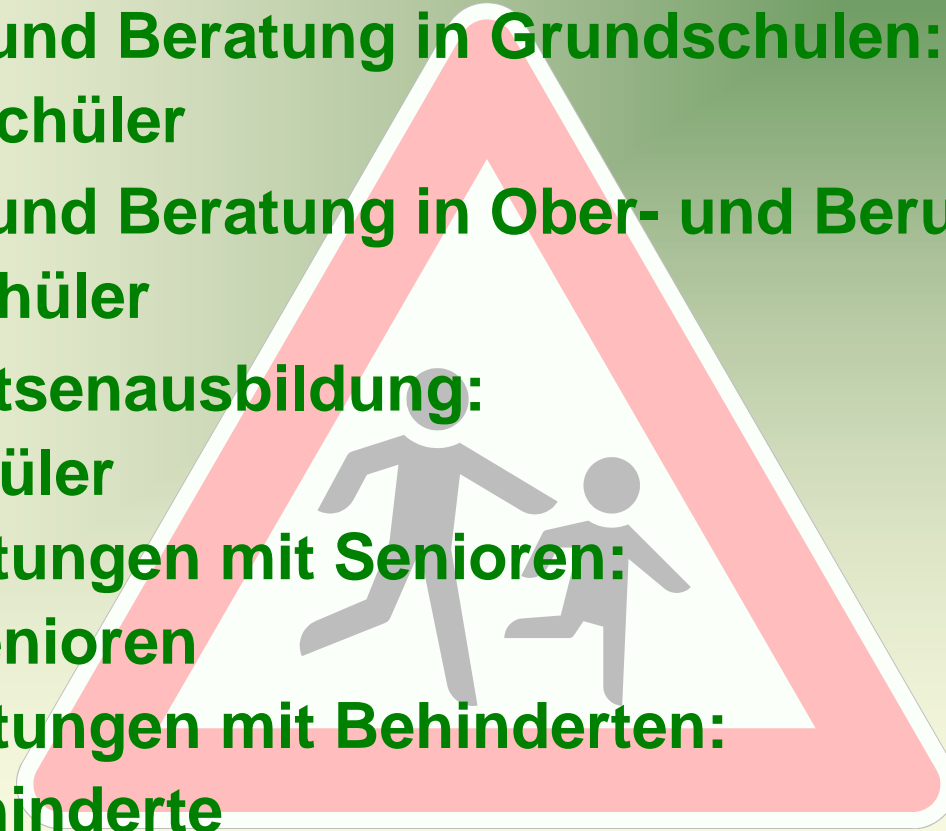 und Beratung in Grundschulen:
chüler
und Beratung in Ober- und Beru
hüler
tsenausbildung:
üler
tungen mit Senioren:
enioren
tungen mit Behinderten:
hinderte